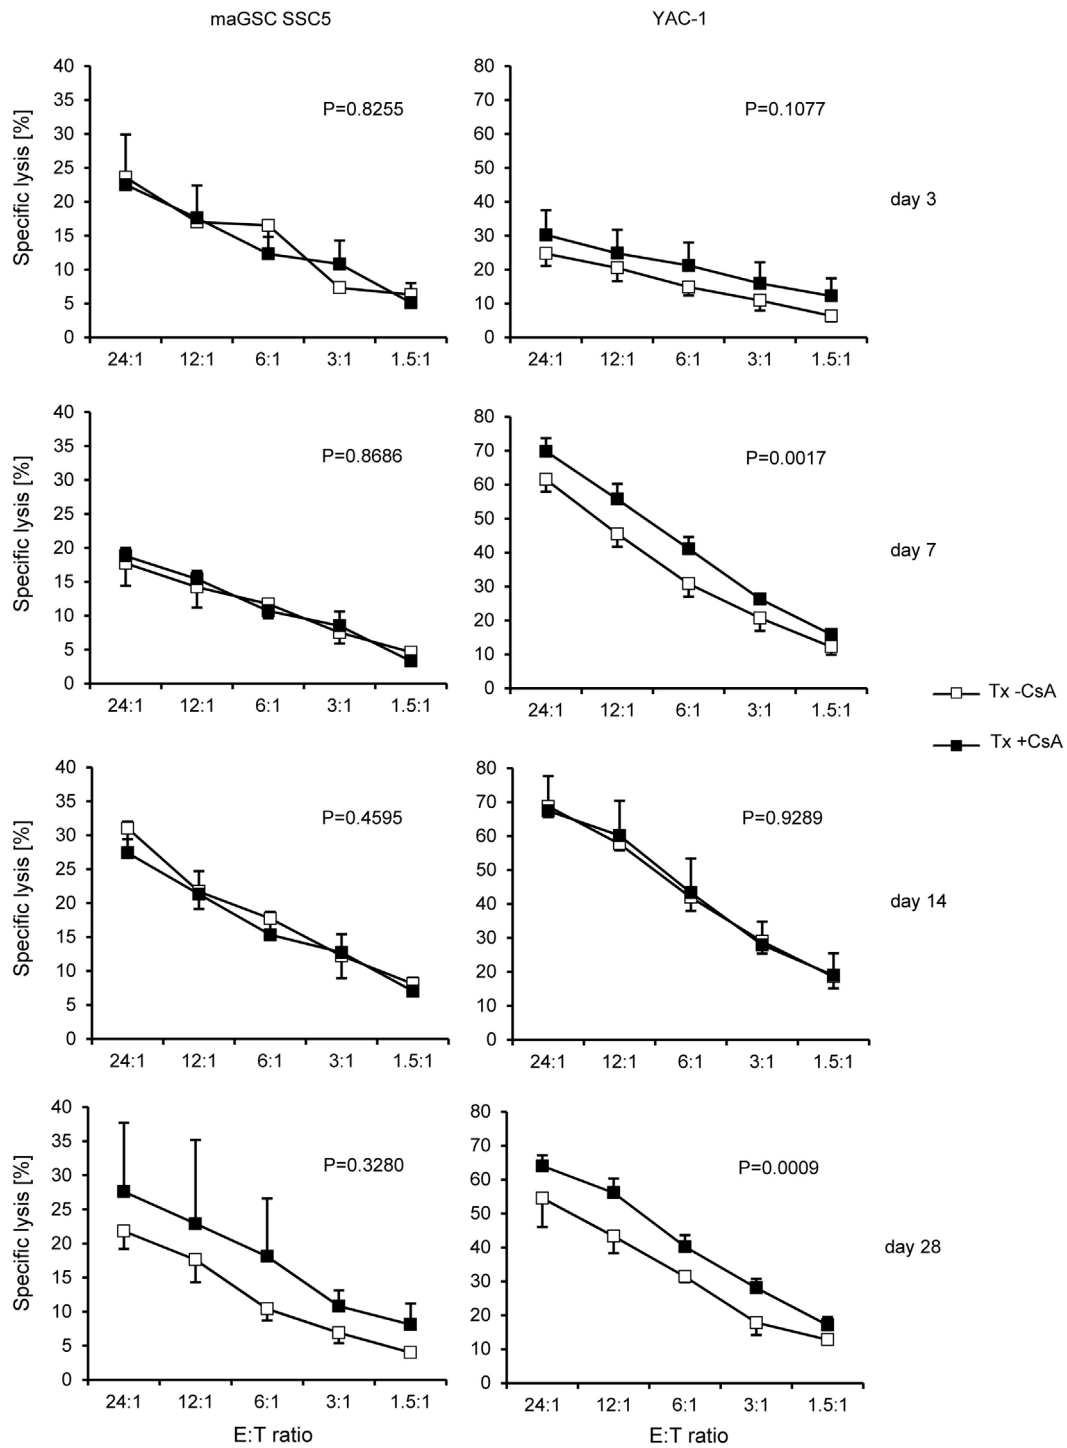 maGSC SSC5
YAC-1
40
35
30
25
20
15
10
5
0
Specific lysis [%]
P=0.8255
24:1 12:1 6:1 3:1 1.5:1
80
70
60
50
40
30
20
10
0
P=0.1077
24:1 12:1 6:1 3:1 1.5:1
day 3
40
35
30
25
20
15
10
5
0
Specific lysis [%]
P=0.8686
24:1 12:1 6:1 3:1 1.5:1
80
70
60
50
40
30
20
10
0
P=0.0017
24:1 12:1 6:1 3:1 1.5:1
day 7
Tx -CsA
Tx +CsA
40
35
30
25
20
15
10
5
0
Specific lysis [%]
P=0.4595
24:1 12:1 6:1 3:1 1.5:1
80
70
60
50
40
30
20
10
0
P=0.9289
24:1 12:1 6:1 3:1 1.5:1
day 14
40
35
30
25
20
15
10
5
0
Specific lysis [%]
P=0.3280
24:1 12:1 6:1 3:1 1.5:1
E:T ratio
80
70
60
50
40
30
20
10
0
P=0.0009
24:1 12:1 6:1 3:1 1.5:1
E:T ratio
day 28